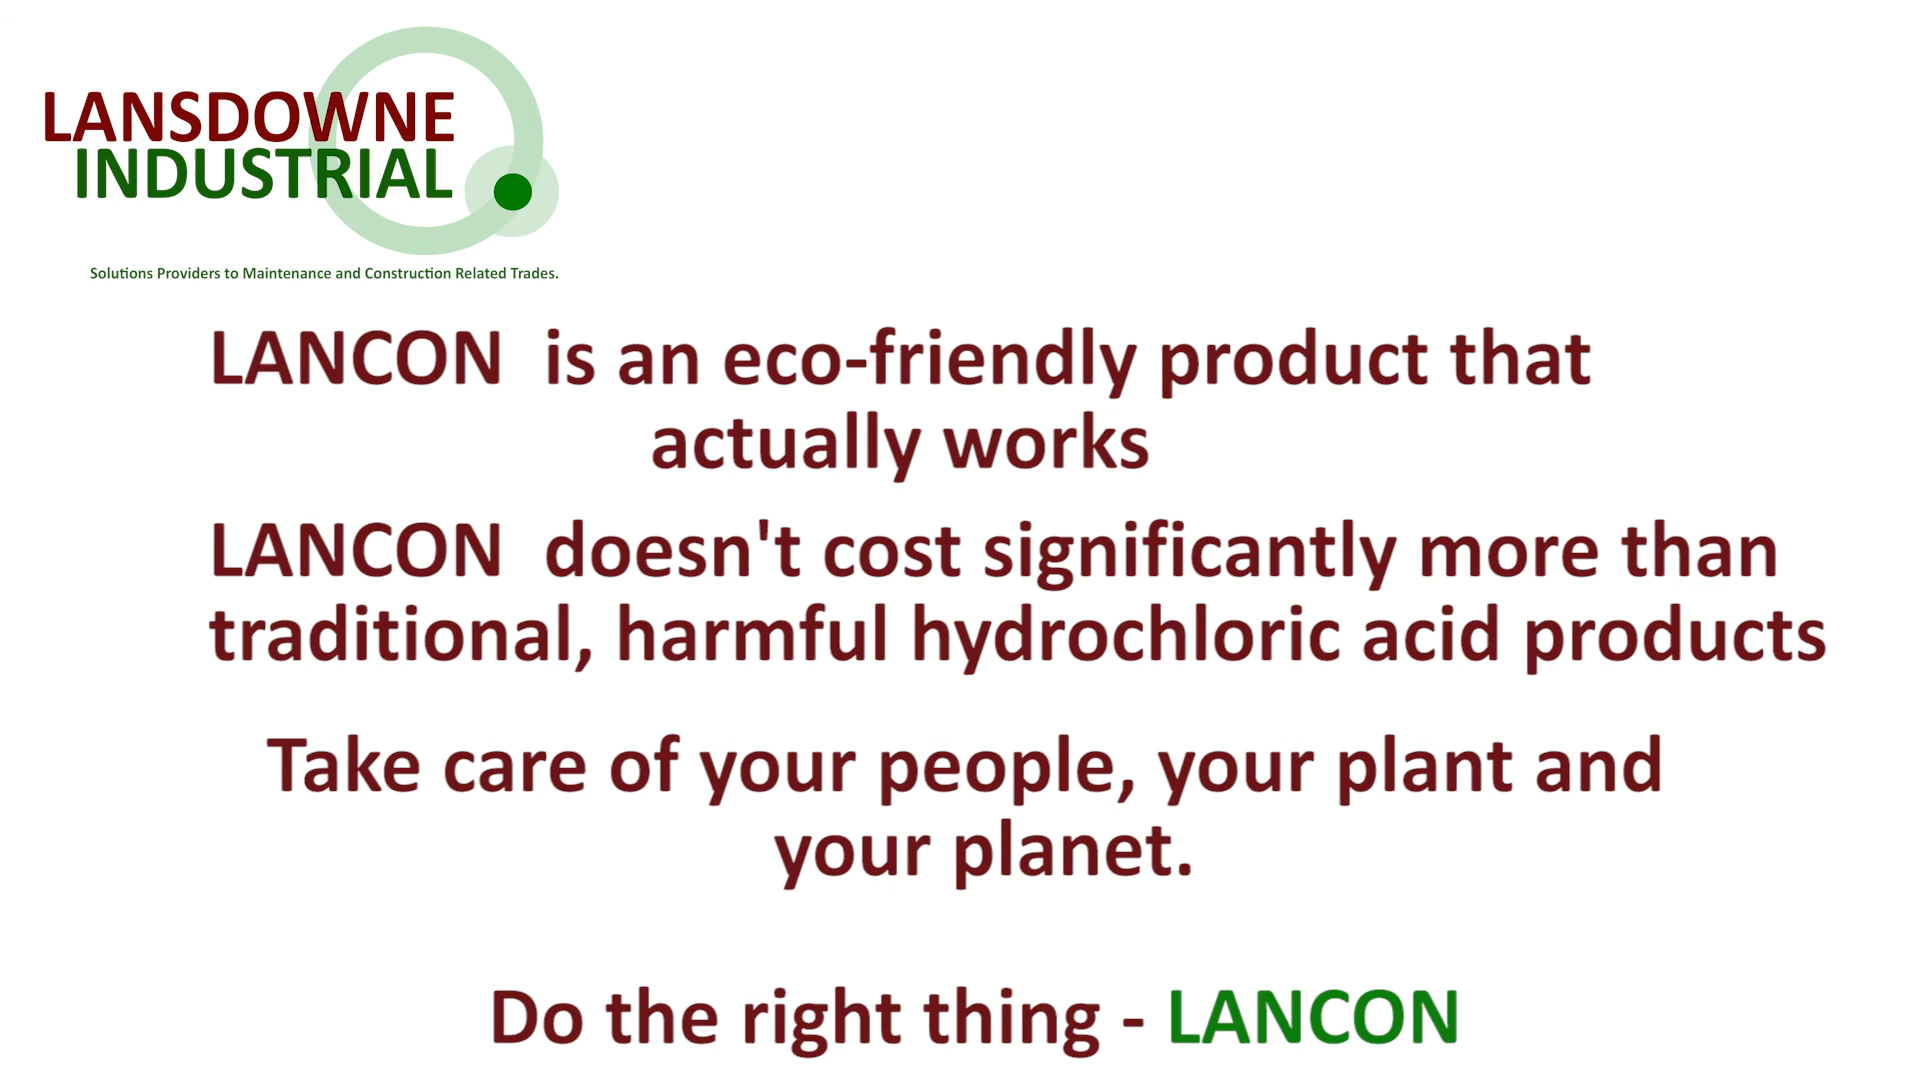 LANSDOWNE
INDUSTRIAL
Solutions Providers to Maintenance and Construction Related Trades.
LANCON is an eco-friendly product that
actually works
LANCON doesn't cost significantly more than
traditional, harmful hydrochloric acid products
Take care of your people, your plant and
your planet.
Do the right thing - LANCON